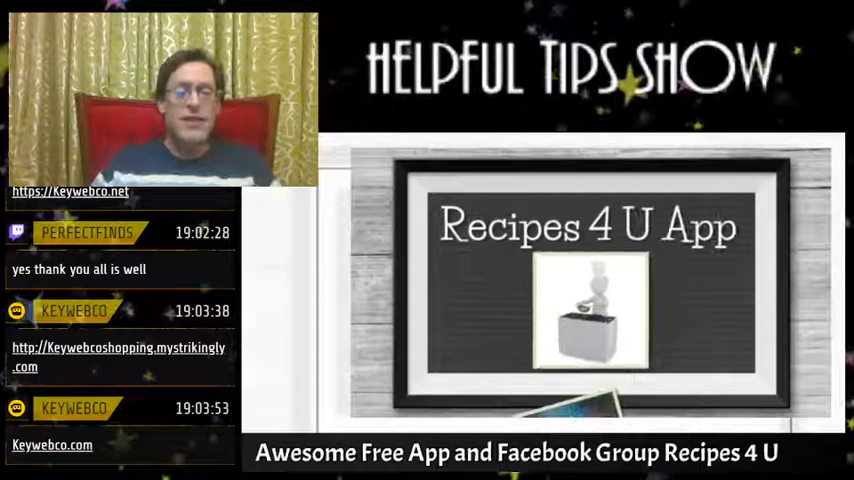 HELPFUL TIPS SHOW
https://Keywebco.net
PERFECTFINDS 19:02:28
yes thank you all is well
KEYWEBCO 19:03:38
http://Keywebcoshopping.mystrikingly
.com
KEYWEBCO 19:03:53
Keywebco.com
Recipes 4 U App
Awesome Free App and Facebook Group Recipes 4 U